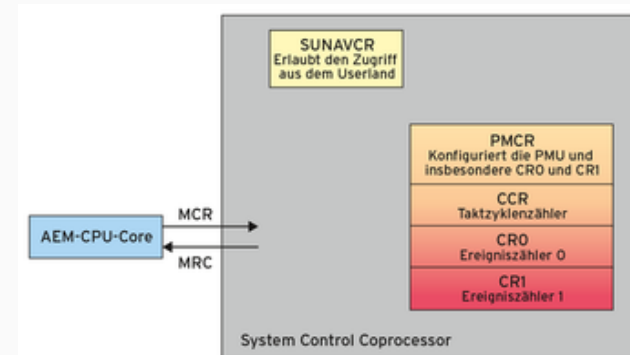 SUNAVCR
Erlaubt den Zugriff
aus dem Userland
PMCR
Konfiguriert die PMU und
insbesondere CR0 und CR1
CCR
Taktzyklenzähler
CR0
Ereigniszähler 0
CR1
Ereigniszähler 1
MCR
AEM-CPU-Core
MRC
System Control Coprocessor